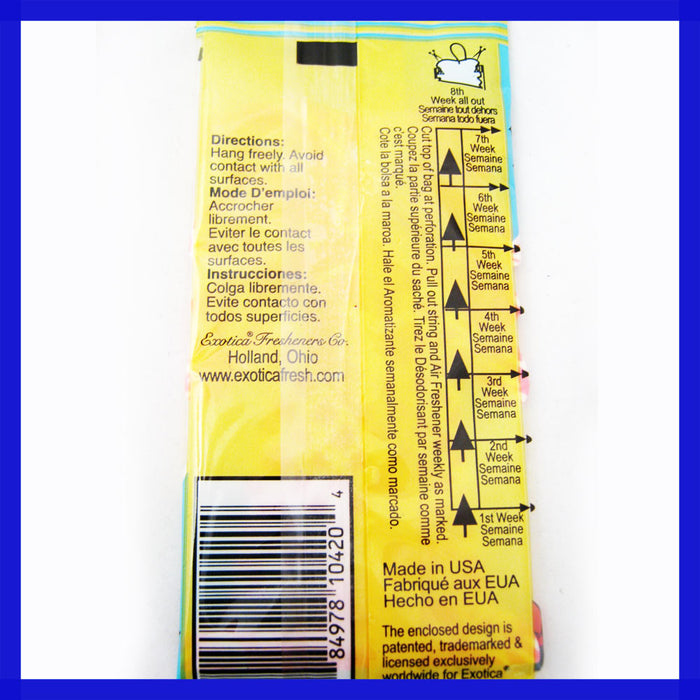 8th
Week all out
Semaine tout dehors
Semana todo fuera
7th
Week
Semaine
Semana
6th
Week
Semaine
Semana
5th
Week
Semaine
Semana
4th
Week
Semaine
Semana
3rd
Week
Semaine
Semana
2nd
Week
Semaine
Semana
1st Week
Semaine
Semana
Cut top of bag at perforation. Pull out string and Air Freshener weekly as marked.
Coupez la partie supérieure du saché. Tirez le Désodorisant par semaine comme
c'est marqué.
Cote la bolsa a la maroa. Hale el Aromatizante semanalmente como marcado.
Directions:
Hang freely. Avoid
contact with all
surfaces.
Mode D'emploi:
Accrocher
librement.
Eviter le contact
avec toutes les
surfaces.
Instrucciones:
Colga libremente.
Evite contacto con
todos superficies.
Exotica® Fresheners Co.
Holland, Ohio
www.exoticafresh.com
84978 10420 4
Made in USA
Fabriqué aux EUA
Hecho en EUA
The enclosed design is
patented, trademarked &
licensed exclusively
worldwide for Exotica®